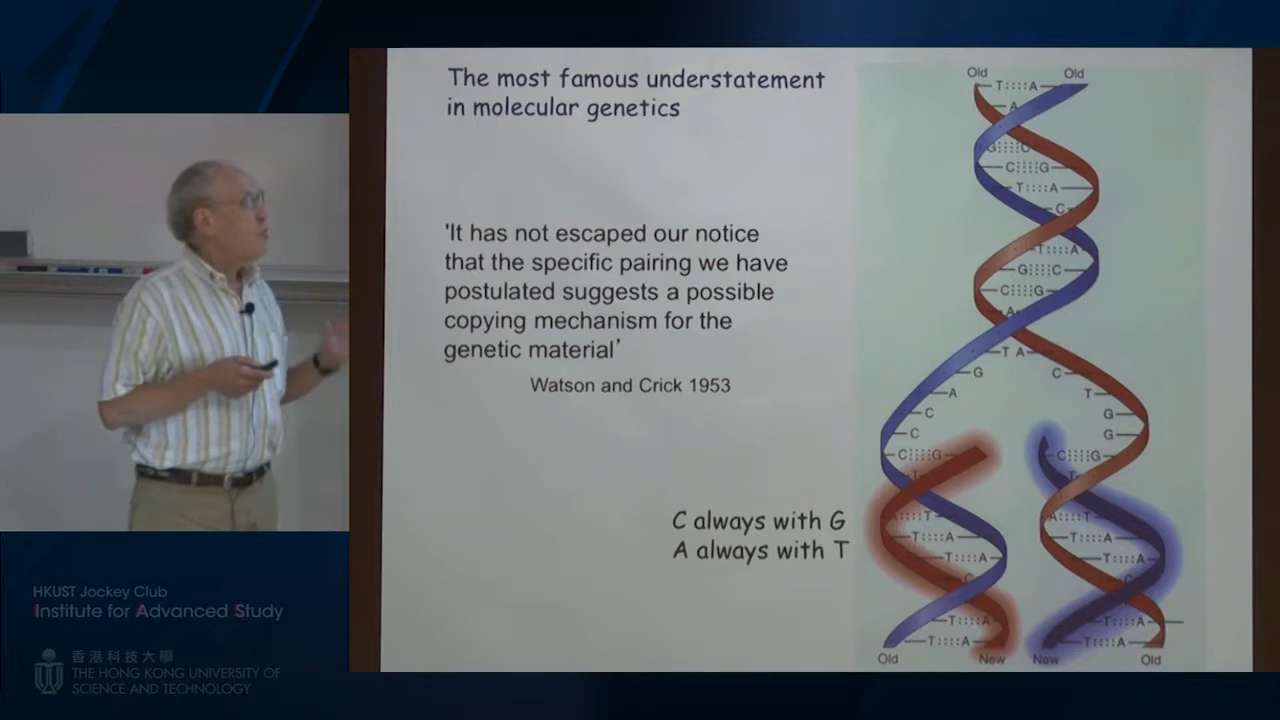 The most famous understatement
in molecular genetics
'It has not escaped our notice
that the specific pairing we have
postulated suggests a possible
copying mechanism for the
genetic material'
Watson and Crick 1953
C always with G
A always with T
Old Old
T::::A
A
G::::C
C::::G
T::::A
C
T::::A
G::::C
C::::G
A
T A
G C
A T
C G
C G
C::::G C::::G
T T
A::::T A::::T
T::::A T::::A
T::::A T::::A
C C
T::::A T::::A
T::::A T::::A
Old New New Old
HKUST Jockey Club
Institute for Advanced Study
香港科技大學
THE HONG KONG UNIVERSITY OF
SCIENCE AND TECHNOLOGY